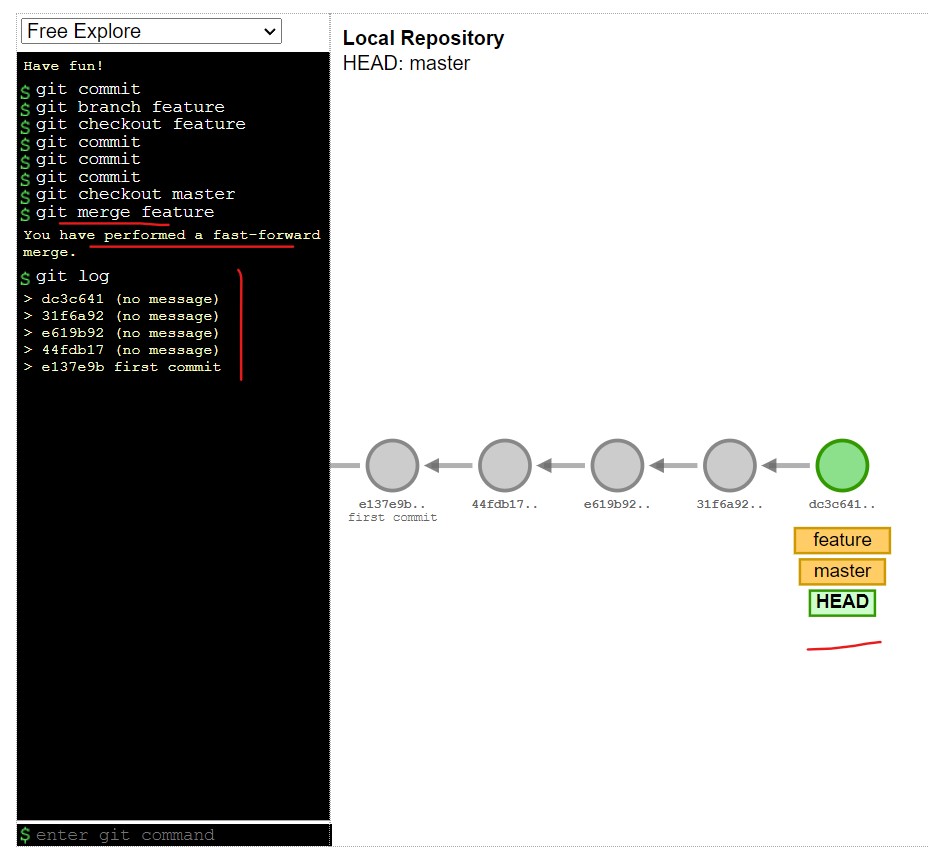 Free Explore
Have fun!
$ git commit
$ git branch feature
$ git checkout feature
$ git commit
$ git commit
$ git commit
$ git checkout master
$ git merge feature
You have performed a fast-forward
merge.
$ git log
> dc3c641 (no message)
> 31f6a92 (no message)
> e619b92 (no message)
> 44fdb17 (no message)
> e137e9b first commit
$ enter git command
Local Repository
HEAD: master
e137e9b.. 44fdb17.. e619b92.. 31f6a92.. dc3c641..
first commit
feature
master
HEAD